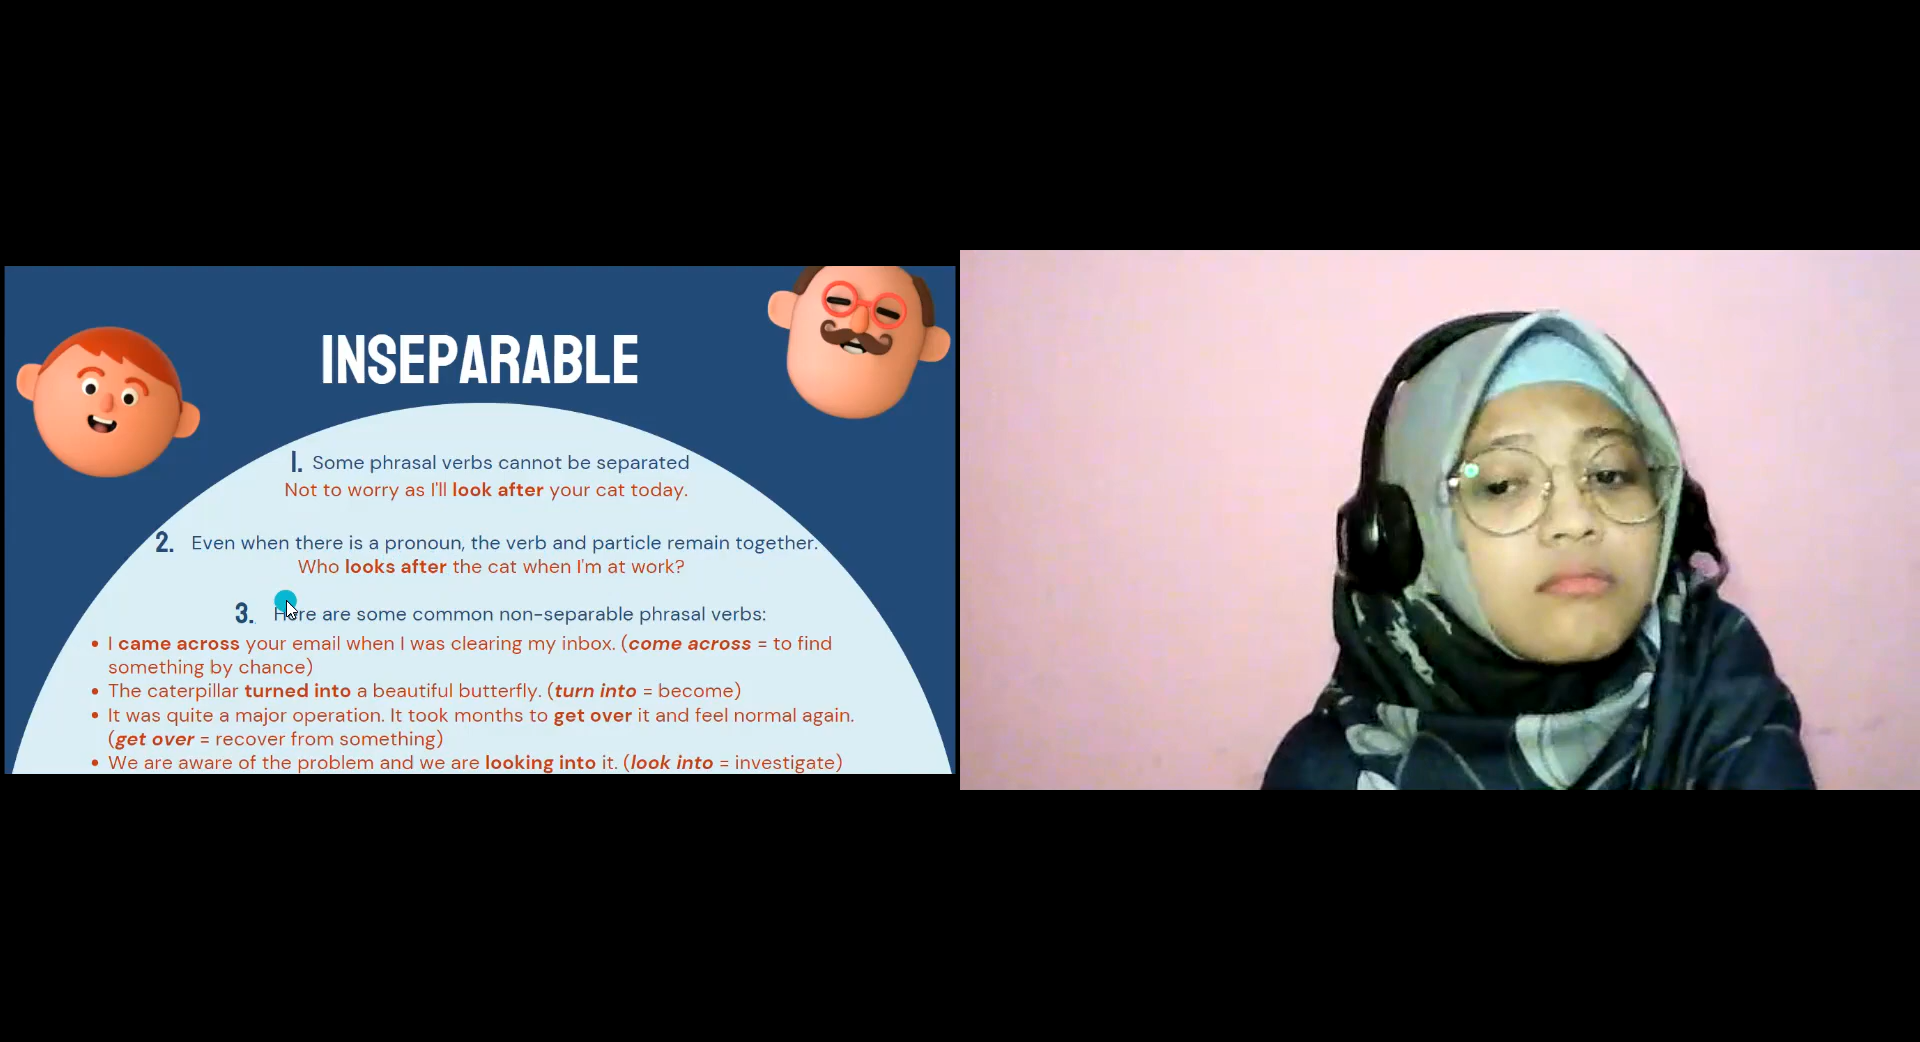 INSEPARABLE
1. Some phrasal verbs cannot be separated
Not to worry as I'll look after your cat today.
2. Even when there is a pronoun, the verb and particle remain together.
Who looks after the cat when I'm at work?
3. Here are some common non-separable phrasal verbs:
• I came across your email when I was clearing my inbox. (come across = to find
something by chance)
• The caterpillar turned into a beautiful butterfly. (turn into = become)
• It was quite a major operation. It took months to get over it and feel normal again.
(get over = recover from something)
• We are aware of the problem and we are looking into it. (look into = investigate)